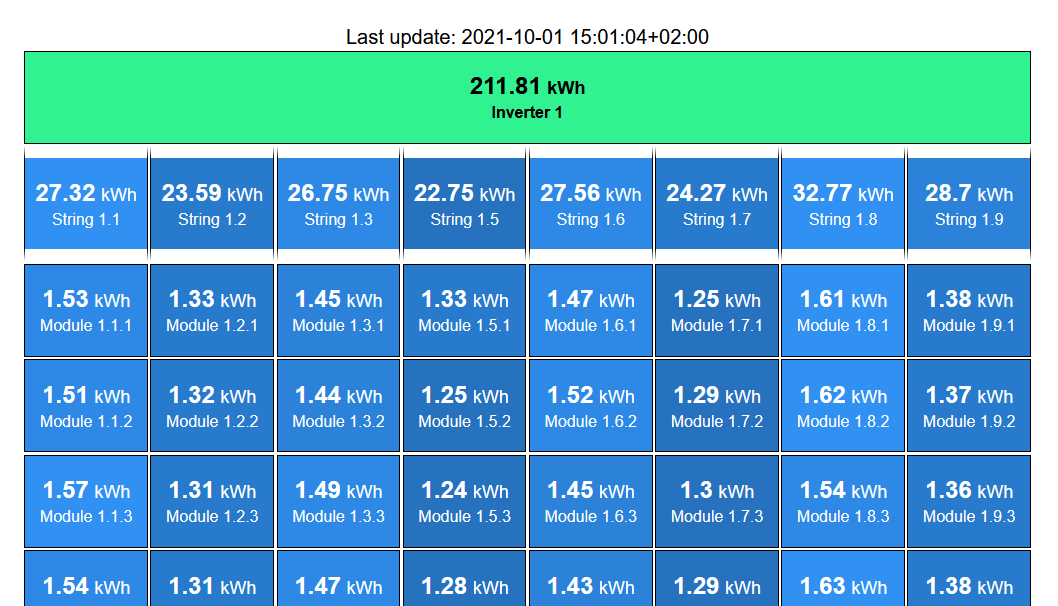 Last update: 2021-10-01 15:01:04+02:00
211.81 kWh
Inverter 1
27.32 kWh 23.59 kWh 26.75 kWh 22.75 kWh 27.56 kWh 24.27 kWh 32.77 kWh 28.7 kWh
String 1.1 String 1.2 String 1.3 String 1.5 String 1.6 String 1.7 String 1.8 String 1.9
1.53 kWh 1.33 kWh 1.45 kWh 1.33 kWh 1.47 kWh 1.25 kWh 1.61 kWh 1.38 kWh
Module 1.1.1 Module 1.2.1 Module 1.3.1 Module 1.5.1 Module 1.6.1 Module 1.7.1 Module 1.8.1 Module 1.9.1
1.51 kWh 1.32 kWh 1.44 kWh 1.25 kWh 1.52 kWh 1.29 kWh 1.62 kWh 1.37 kWh
Module 1.1.2 Module 1.2.2 Module 1.3.2 Module 1.5.2 Module 1.6.2 Module 1.7.2 Module 1.8.2 Module 1.9.2
1.57 kWh 1.31 kWh 1.49 kWh 1.24 kWh 1.45 kWh 1.3 kWh 1.54 kWh 1.36 kWh
Module 1.1.3 Module 1.2.3 Module 1.3.3 Module 1.5.3 Module 1.6.3 Module 1.7.3 Module 1.8.3 Module 1.9.3
1.54 kWh 1.31 kWh 1.47 kWh 1.28 kWh 1.43 kWh 1.29 kWh 1.63 kWh 1.38 kWh